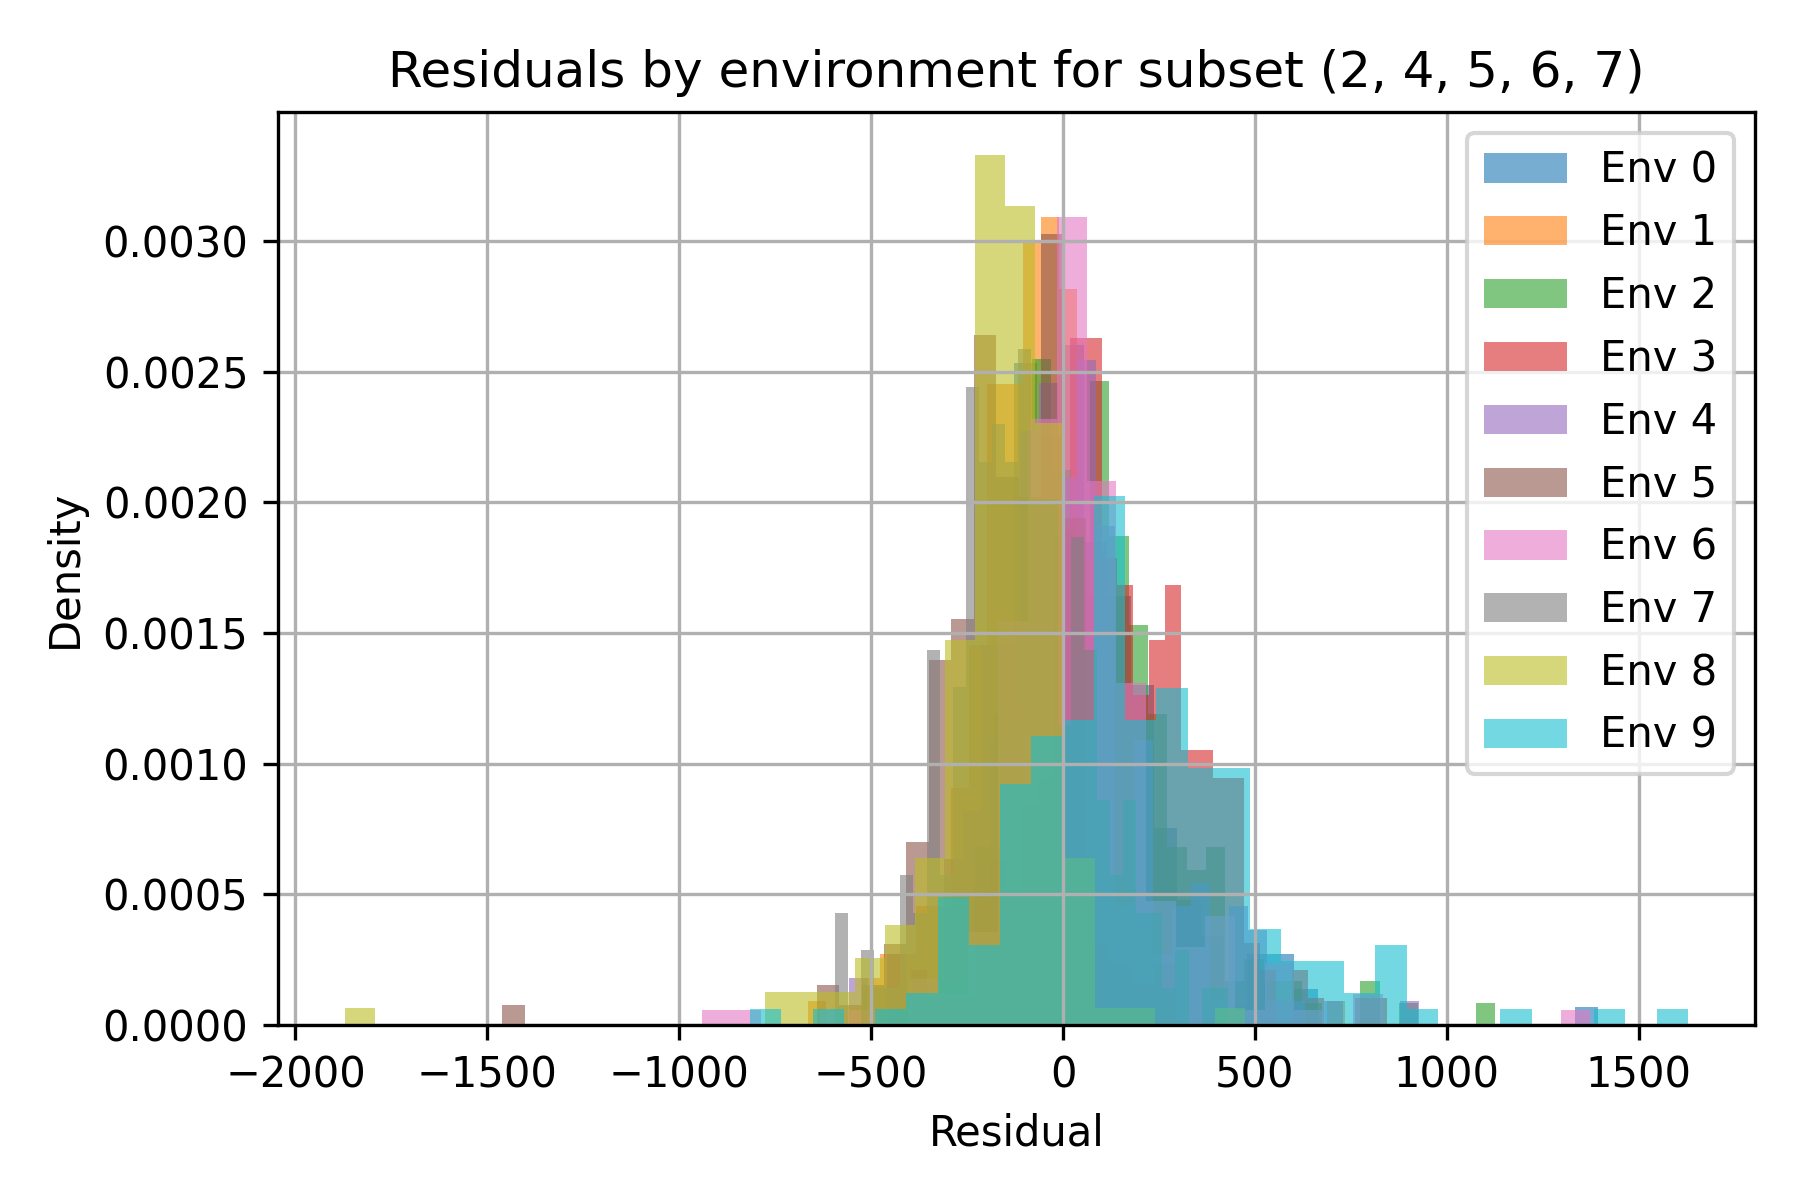 Residuals by environment for subset (2, 4, 5, 6, 7)
Env 0
Env 1
Env 2
Env 3
Env 4
Env 5
Env 6
Env 7
Env 8
Env 9
Density
0.0030
0.0025
0.0020
0.0015
0.0010
0.0005
0.0000
−2000 −1500 −1000 −500 0 500 1000 1500
Residual